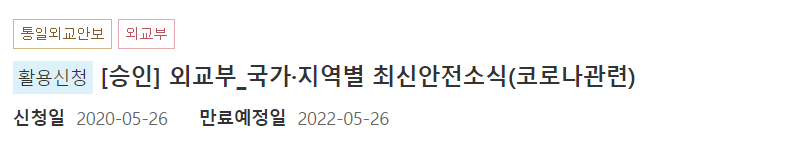 통일외교안보 외교부
활용신청 [승인] 외교부_국가·지역별 최신안전소식(코로나관련)
신청일 2020-05-26 만료예정일 2022-05-26